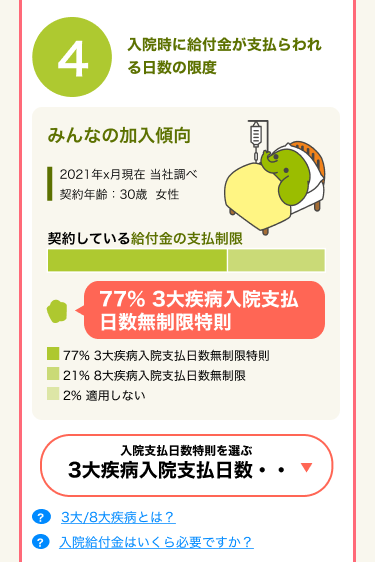 4
入院時に給付金が支払らわれ
る日数の限度
みんなの加入傾向
2021年x月現在 当社調べ
契約年齢：30歳 女性
契約している給付金の支払制限
77% 3大疾病入院支払
日数無制限特則
77% 3大疾病入院支払日数無制限特則
21% 8大疾病入院支払日数無制限
2% 適用しない
入院支払日数特則を選ぶ
3大疾病入院支払日数・・
? 3大/8大疾病とは？
? 入院給付金はいくら必要ですか？